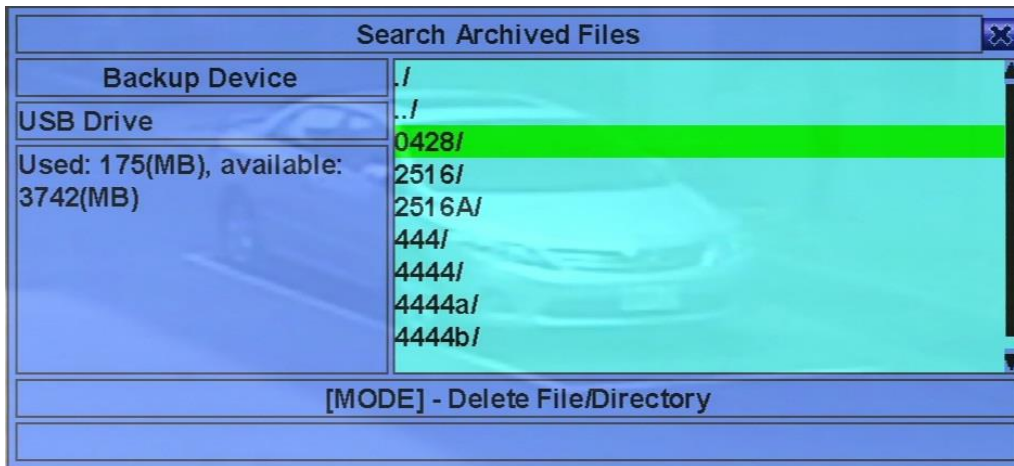 Search Archived Files
Backup Device
USB Drive
Used: 175(MB), available:
3742(MB)
./
../
0428/
2516/
2516A/
444/
4444/
4444a/
4444b/
[MODE] - Delete File/Directory